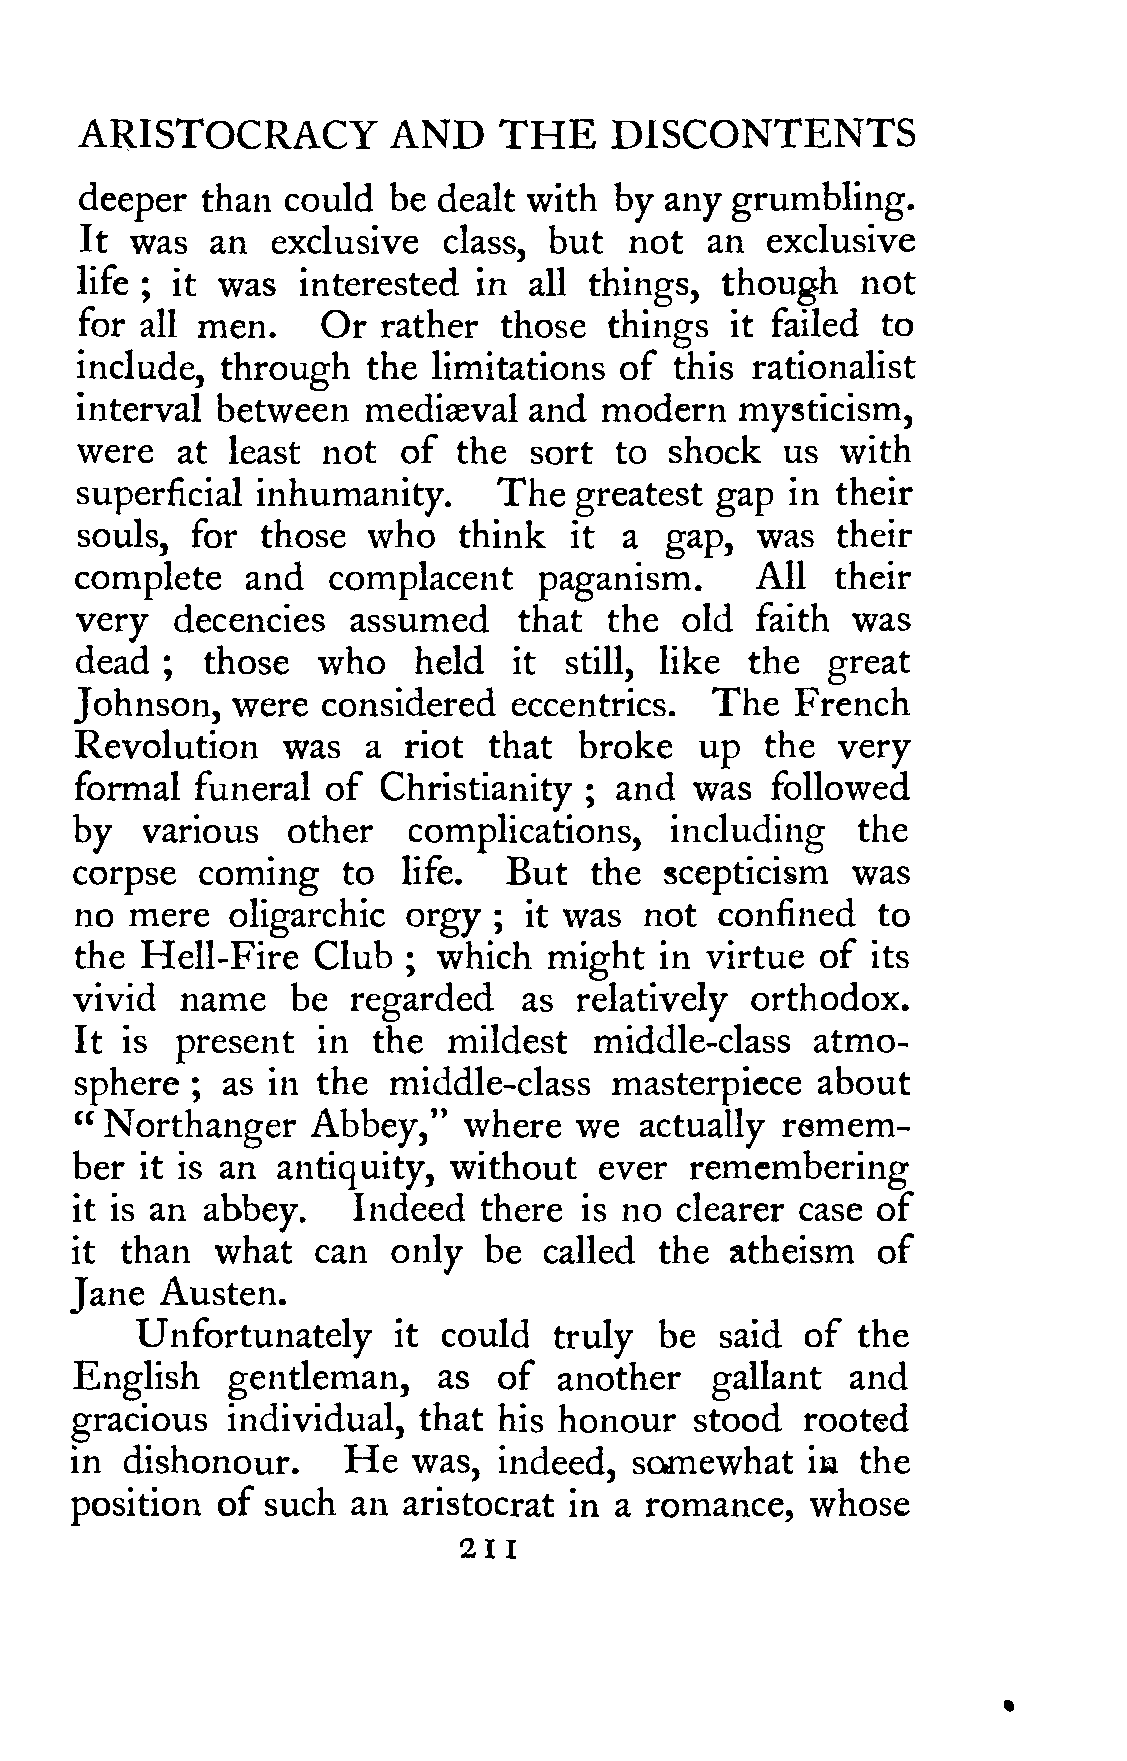 ARISTOCRACY AND THE DISCONTENTS
deeper than could be dealt with by any grumbling.
It was an exclusive class, but not an exclusive
life ; it was interested in all things, though not
for all men. Or rather those things it failed to
include, through the limitations of this rationalist
interval between mediæval and modern mysticism,
were at least not of the sort to shock us with
superficial inhumanity. The greatest gap in their
souls, for those who think it a gap, was their
complete and complacent paganism. All their
very decencies assumed that the old faith was
dead ; those who held it still, like the great
Johnson, were considered eccentrics. The French
Revolution was a riot that broke up the very
formal funeral of Christianity ; and was followed
by various other complications, including the
corpse coming to life. But the scepticism was
no mere oligarchic orgy ; it was not confined to
the Hell-Fire Club ; which might in virtue of its
vivid name be regarded as relatively orthodox.
It is present in the mildest middle-class atmo-
sphere ; as in the middle-class masterpiece about
“ Northanger Abbey,” where we actually remem-
ber it is an antiquity, without ever remembering
it is an abbey. Indeed there is no clearer case of
it than what can only be called the atheism of
Jane Austen.
Unfortunately it could truly be said of the
English gentleman, as of another gallant and
gracious individual, that his honour stood rooted
in dishonour. He was, indeed, somewhat in the
position of such an aristocrat in a romance, whose
211